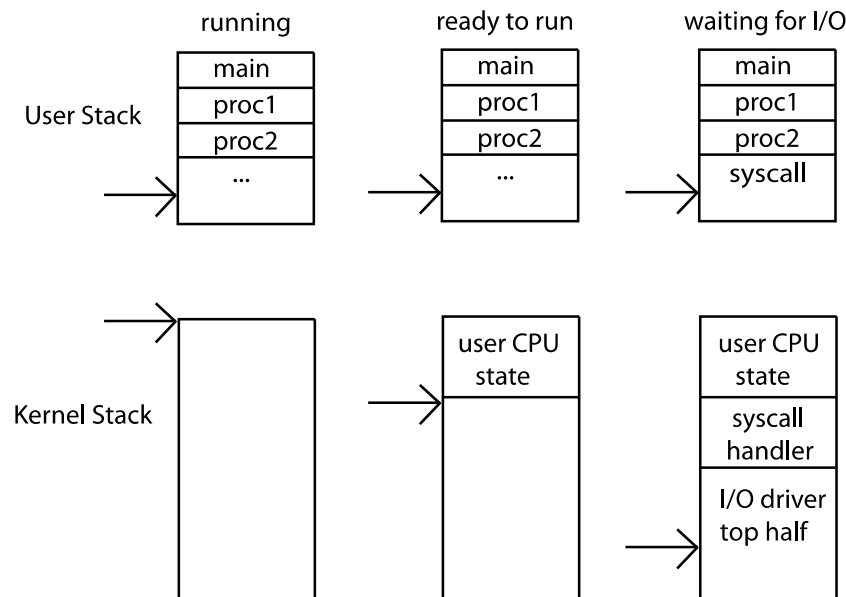 running
ready to run
waiting for I/O
User Stack
main
proc1
proc2
...
main
proc1
proc2
...
main
proc1
proc2
syscall
Kernel Stack
user CPU
state
user CPU
state
syscall
handler
I/O driver
top half